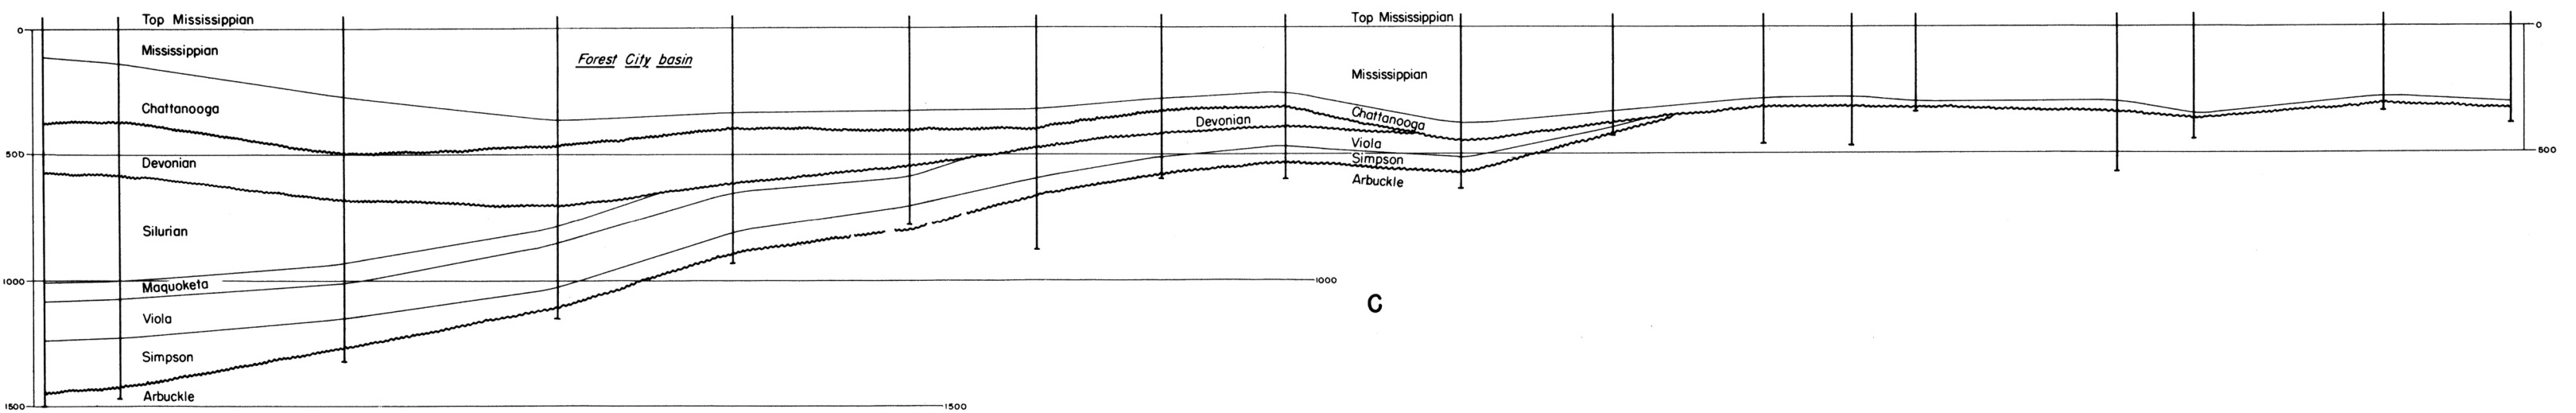 Top Mississippian
Top Mississippian
0
0
Mississippian
Forest City basin
Mississippian
Chattanooga
Chattanooga
Devonian
Viola
500
500
Devonian
Simpson
Arbuckle
Silurian
1000
Maquoketa
1000
C
Viola
Simpson
Arbuckle
1500
1500